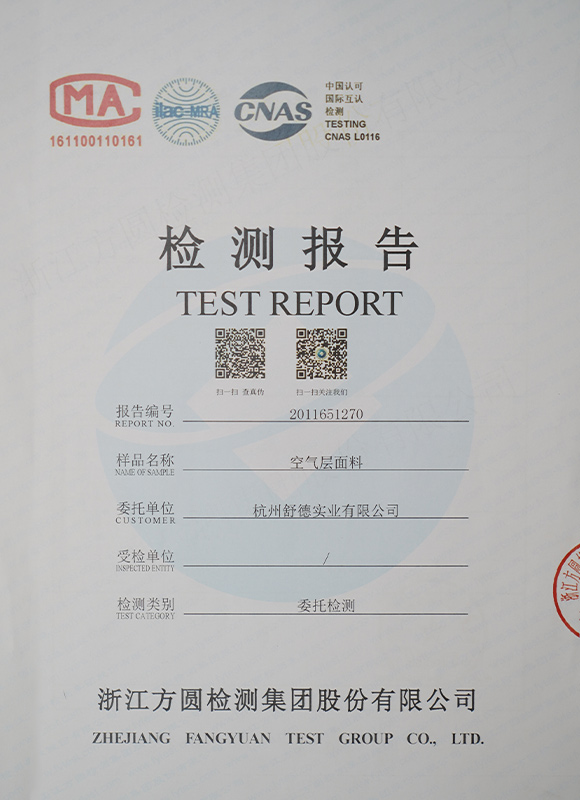 MA
161100110161
ilac-MRA
CNAS
中国认可
国际互认
检测
TESTING
CNAS L0116
检测报告
TEST REPORT
扫一扫 查真伪
扫一扫关注我们
报告编号 2011651270
REPORT NO.
样品名称 空气层面料
NAME OF SAMPLE
委托单位 杭州舒德实业有限公司
CUSTOMER
受检单位 /
INSPECTED ENTITY
检测类别 委托检测
TEST CATEGORY
浙江方圆
浙江方圆检测集团股份有限公司
ZHEJIANG FANGYUAN TEST GROUP CO., LTD.